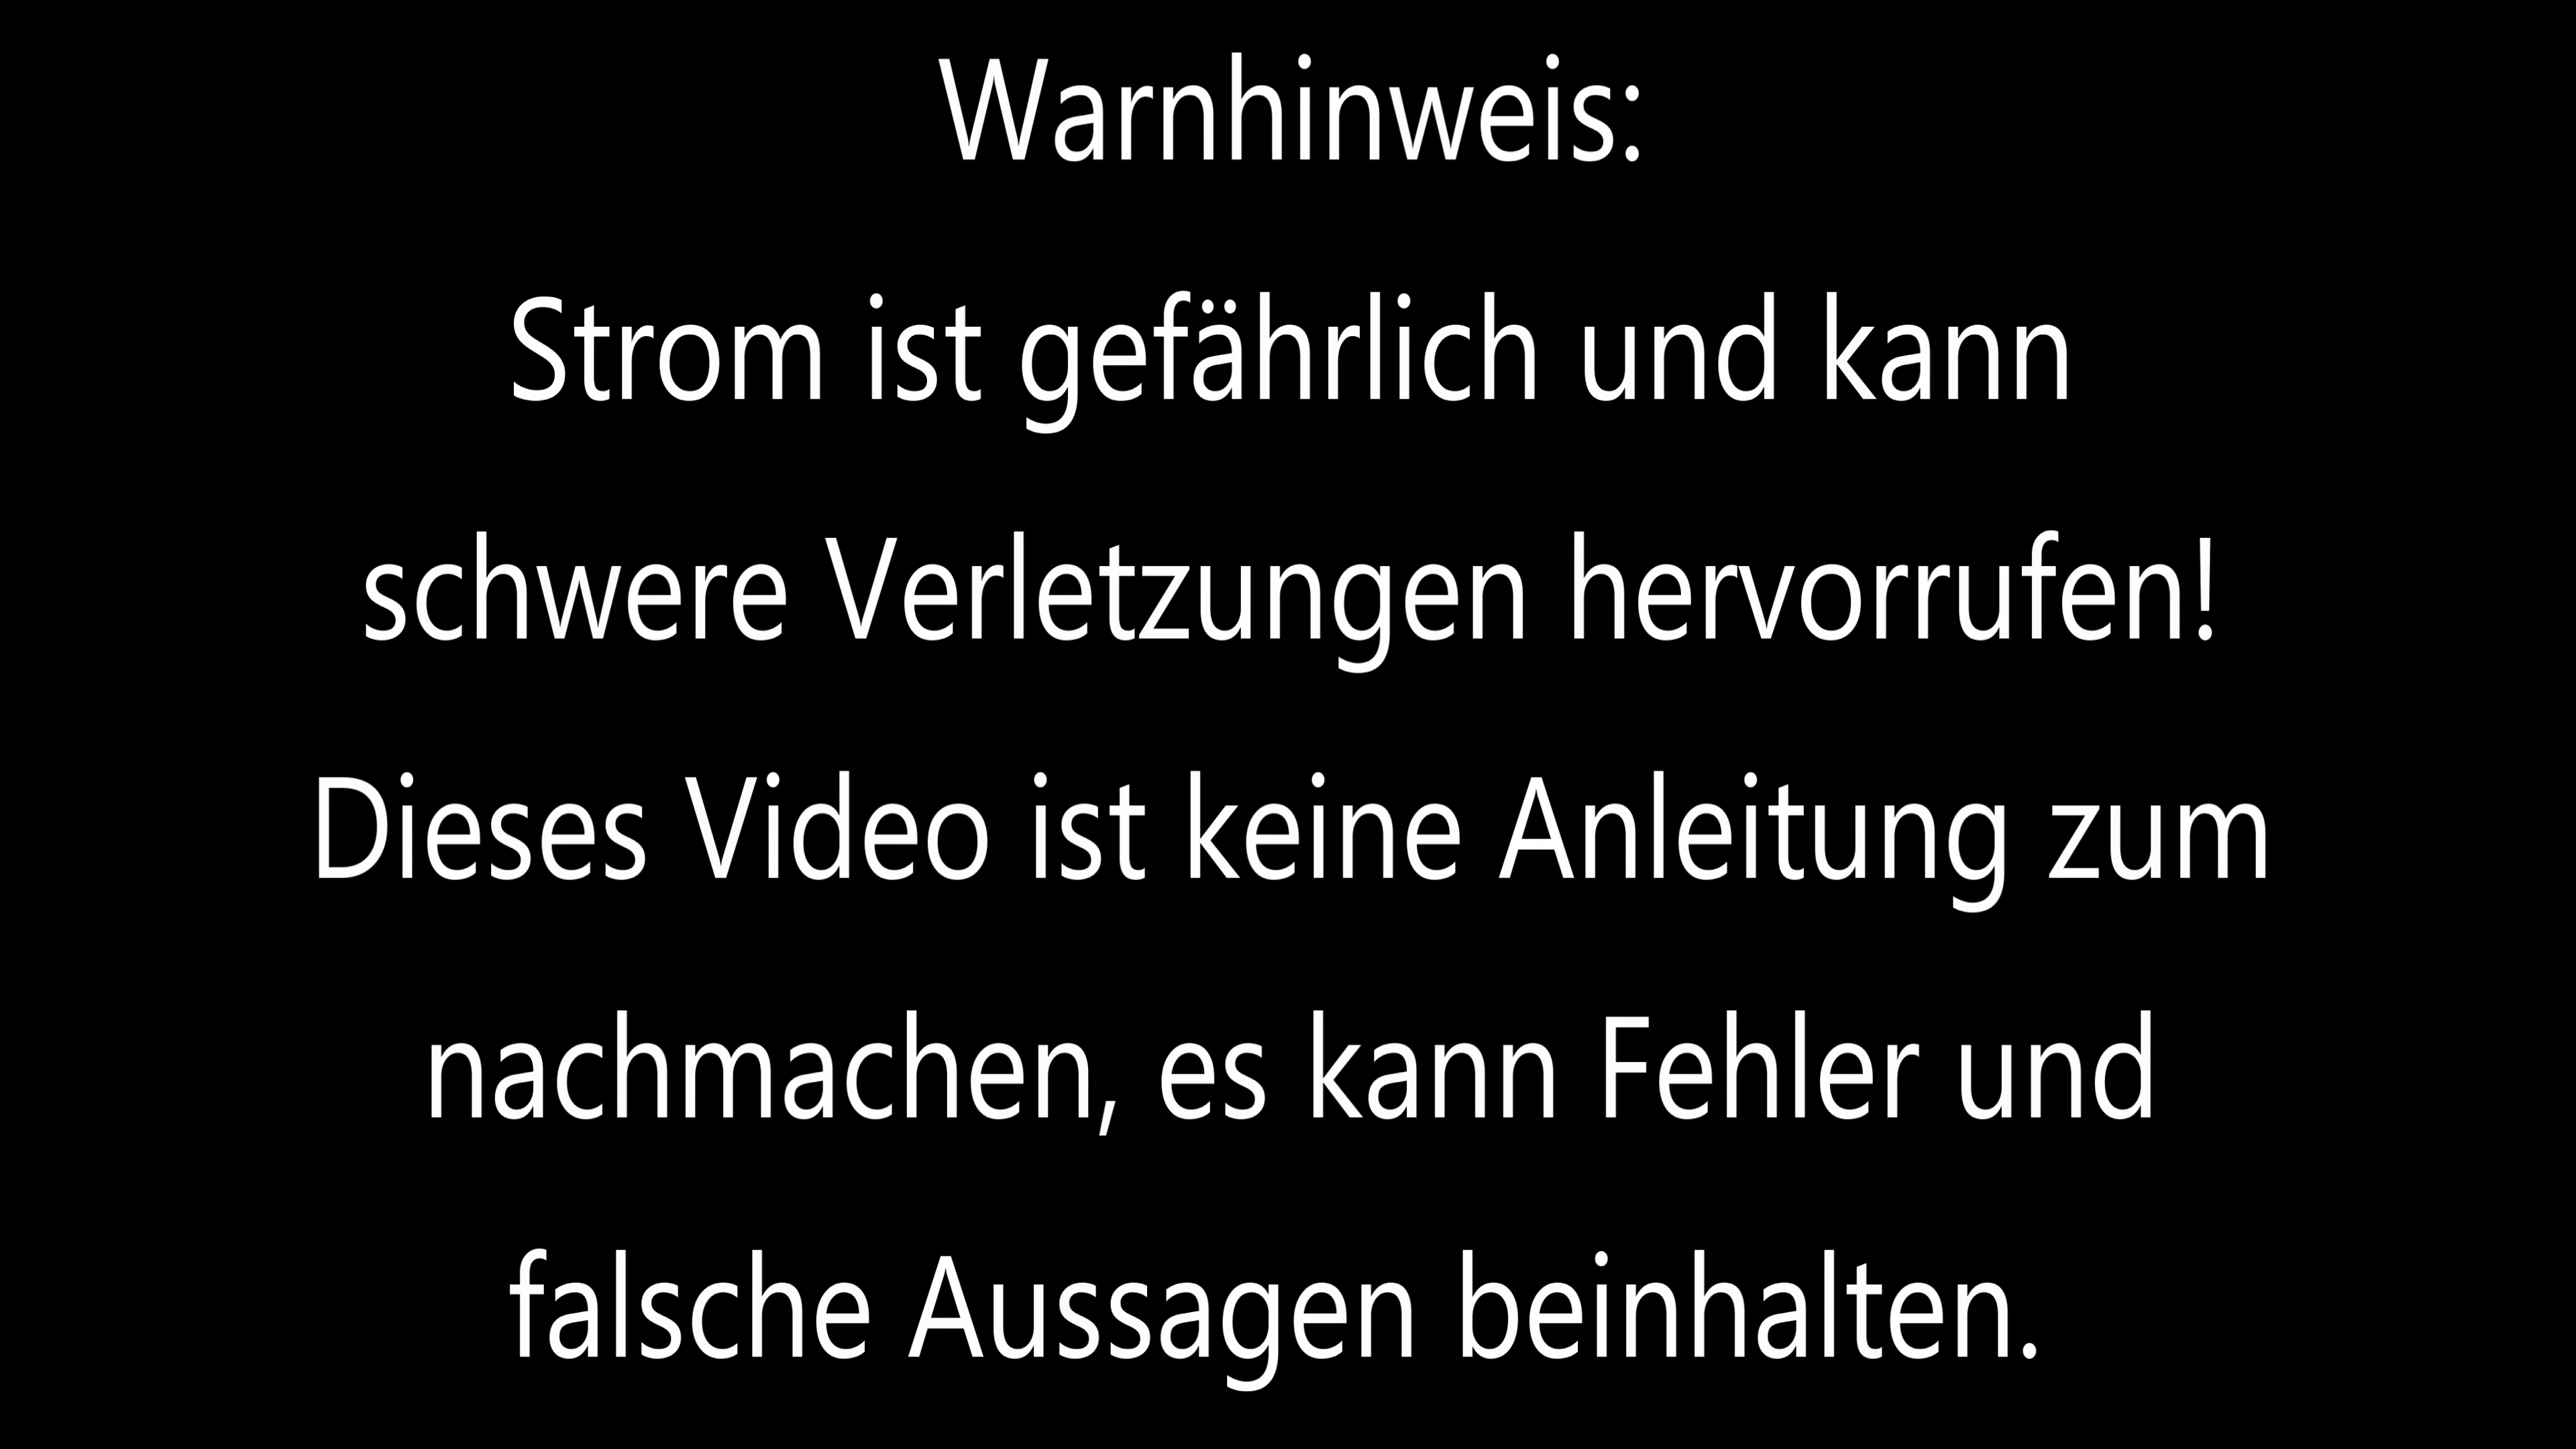 Warnhinweis:
Strom ist gefährlich und kann
schwere Verletzungen hervorrufen!
Dieses Video ist keine Anleitung zum
nachmachen, es kann Fehler und
falsche Aussagen beinhalten.